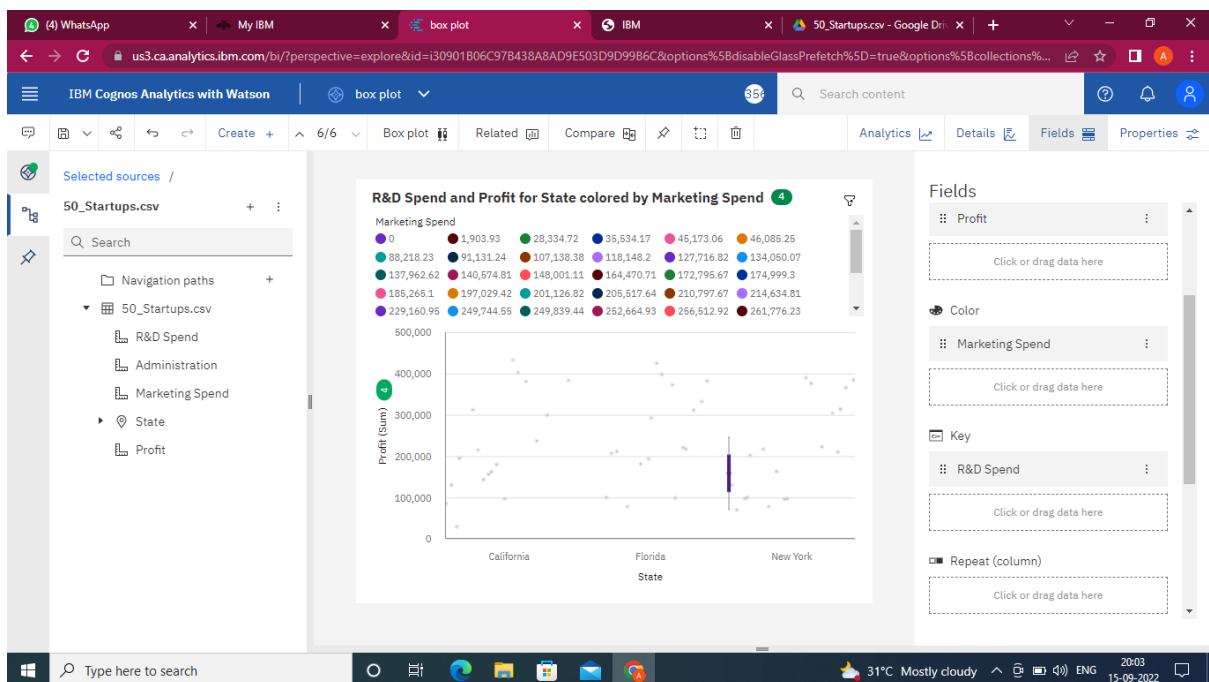 (4) WhatsApp
My IBM
box plot
IBM
50_Startups.csv - Google Driv
us3.ca.analytics.ibm.com/bi/?perspective=explore&id=i30901B06C97B438A8AD9E503D9D99B6C&options%5BdisableGlassPrefetch%5D=true&options%5Bcollections%...
A
IBM Cognos Analytics with Watson
box plot
356
Search content
Create +
6/6
Box plot
Related
Compare
Analytics
Details
Fields
Properties
Selected sources /
50_Startups.csv
Search
Navigation paths
50_Startups.csv
R&D Spend
Administration
Marketing Spend
State
Profit
R&D Spend and Profit for State colored by Marketing Spend 4
Marketing Spend
0 1,903.93 28,334.72 35,534.17 45,173.06 46,085.25
88,218.23 91,131.24 107,138.38 118,148.2 127,716.82 134,050.07
137,962.62 140,574.81 148,001.11 164,470.71 172,795.67 174,999.3
185,265.1 197,029.42 201,126.82 205,517.64 210,797.67 214,634.81
229,160.95 249,744.55 249,839.44 252,664.93 256,512.92 261,776.23
500,000
400,000
300,000
200,000
100,000
0
4
Profit (Sum)
California Florida New York
State
Fields
Profit
Click or drag data here
Color
Marketing Spend
Click or drag data here
Key
R&D Spend
Click or drag data here
Repeat (column)
Click or drag data here
Type here to search
31°C Mostly cloudy
ENG
20:03
15-09-2022